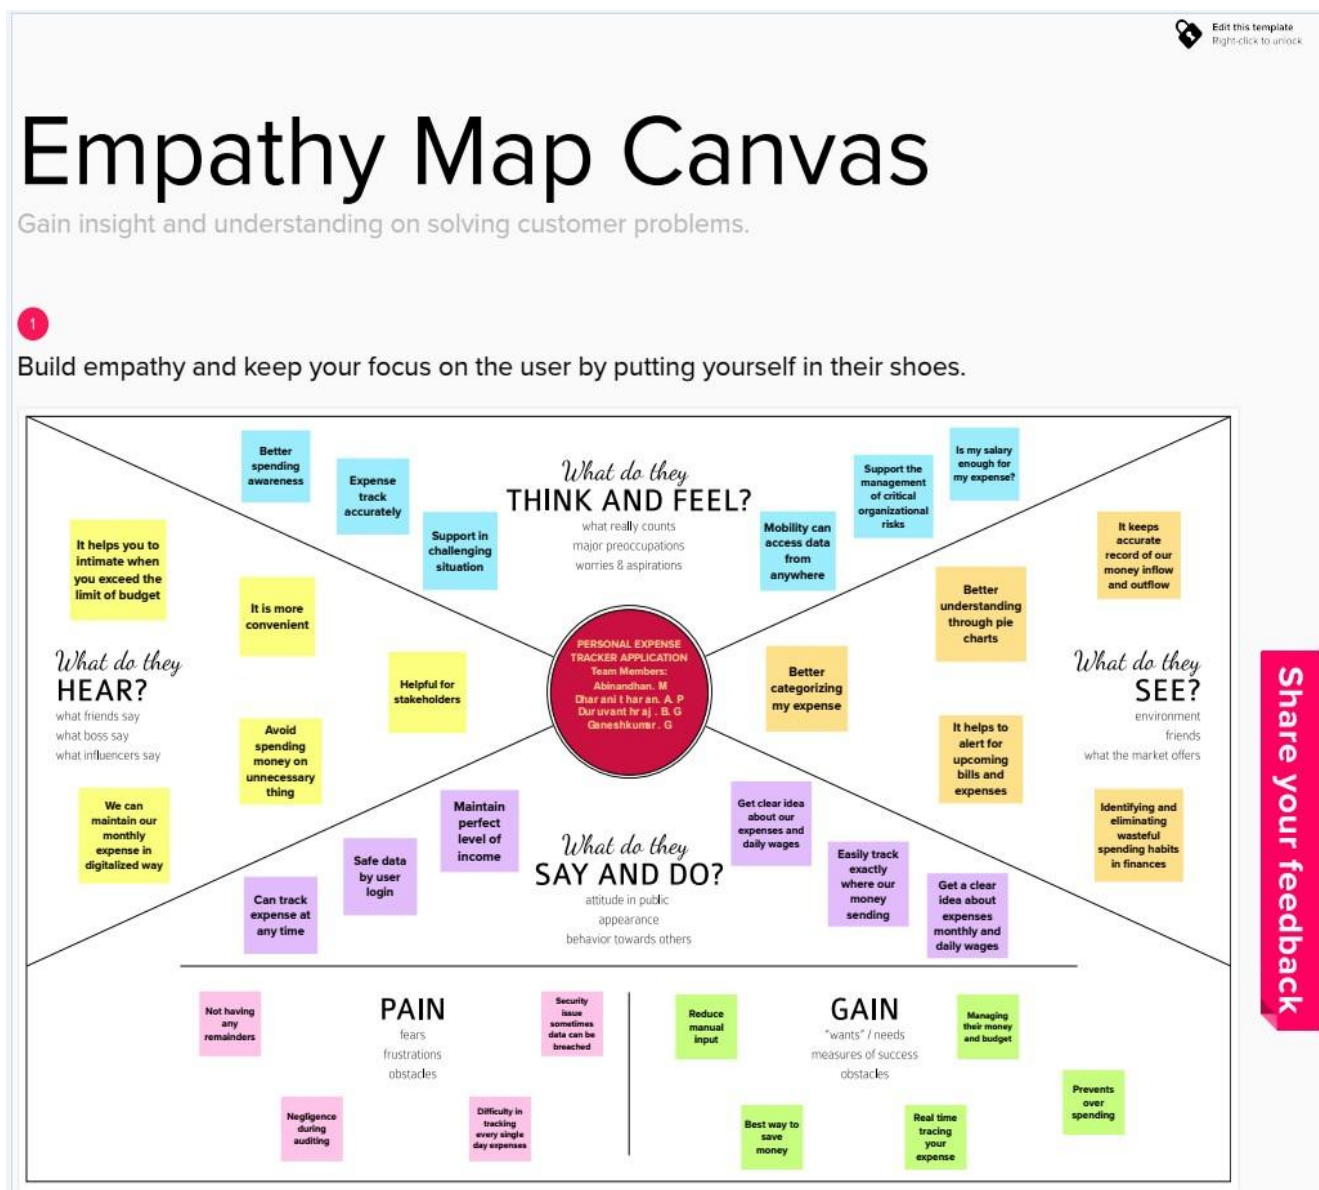 Edit this template
Right-click to unlock
Empathy Map Canvas
Gain insight and understanding on solving customer problems.
1
Build empathy and keep your focus on the user by putting yourself in their shoes.
What do they
THINK AND FEEL?
what really counts
major preoccupations
worries & aspirations
Better
spending
awareness
Expense
track
accurately
Support in
challenging
situation
Mobility can
access data
from
anywhere
Support the
management
of critical
organizational
risks
Is my salary
enough for
my expense?
What do they
HEAR?
what friends say
what boss say
what influencers say
It helps you to
intimate when
you exceed the
limit of budget
It is more
convenient
Helpful for
stakeholders
Avoid
spending
money on
unnecessary
thing
We can
maintain our
monthly
expense in
digitalized way
PERSONAL EXPENSE
TRACKER APPLICATION
Team Members:
Abinandhan. M
Dharanitharan. A. P
Duruvanthraj. B. G
Ganeshkumar. G
What do they
SEE?
environment
friends
what the market offers
It keeps
accurate
record of our
money inflow
and outflow
Better
understanding
through pie
charts
Better
categorizing
my expense
It helps to
alert for
upcoming
bills and
expenses
Identifying and
eliminating
wasteful
spending habits
in finances
What do they
SAY AND DO?
attitude in public
appearance
behavior towards others
Can track
expense at
any time
Safe data
by user
login
Maintain
perfect
level of
income
Get clear idea
about our
expenses and
daily wages
Easily track
exactly
where our
money
sending
Get a clear
idea about
expenses
monthly and
daily wages
PAIN
fears
frustrations
obstacles
Not having
any
remainders
Security
issue
sometimes
data can be
breached
Negligence
during
auditing
Difficulty in
tracking
every single
day expenses
GAIN
"wants" / needs
measures of success
obstacles
Reduce
manual
input
Managing
their money
and budget
Best way to
save
money
Real time
tracing
your
expense
Prevents
over
spending
Share your feedback